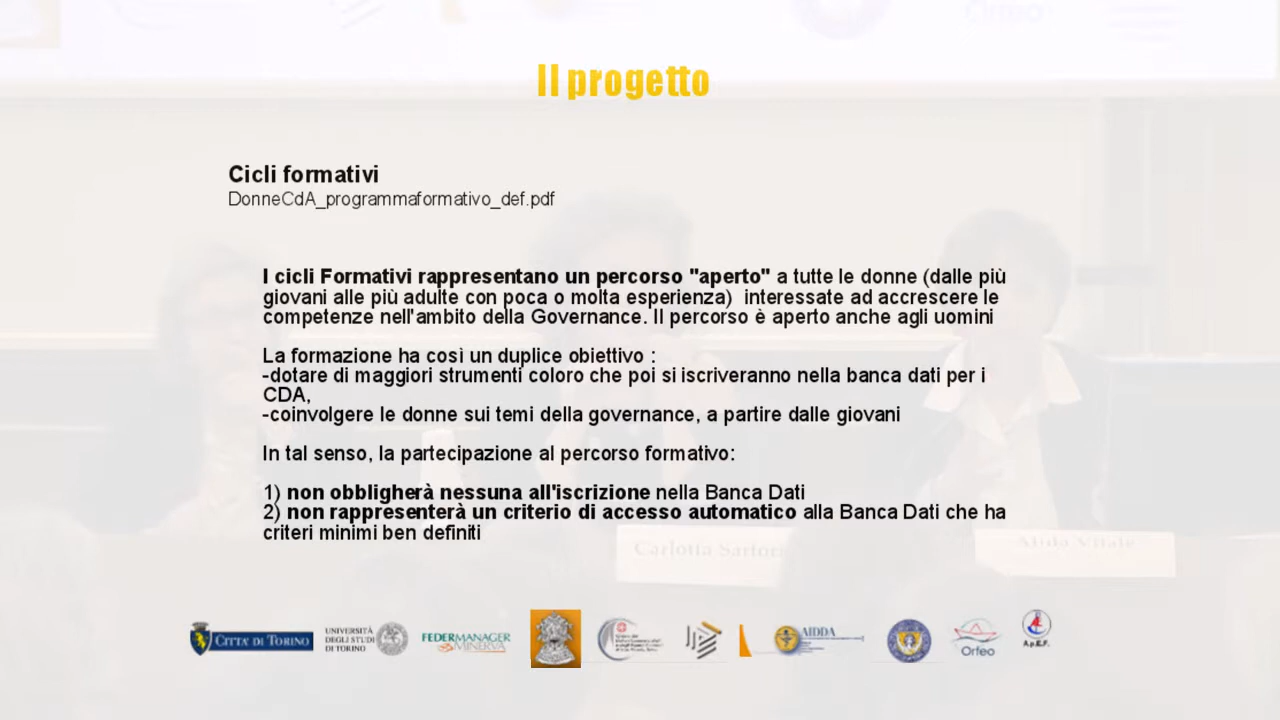 Orfeo
Il progetto
Cicli formativi
DonneCdA_programmaformativo_def.pdf
I cicli Formativi rappresentano un percorso "aperto" a tutte le donne (dalle più
giovani alle più adulte con poca o molta esperienza) interessate ad accrescere le
competenze nell'ambito della Governance. Il percorso è aperto anche agli uomini
La formazione ha così un duplice obiettivo :
-dotare di maggiori strumenti coloro che poi si iscriveranno nella banca dati per i
CDA,
-coinvolgere le donne sui temi della governance, a partire dalle giovani
In tal senso, la partecipazione al percorso formativo:
1) non obbligherà nessuna all'iscrizione nella Banca Dati
2) non rappresenterà un criterio di accesso automatico alla Banca Dati che ha
criteri minimi ben definiti
Carlotta Sartori
Vitale
CITTA' DI TORINO
UNIVERSITÀ
DEGLI STUDI
DI TORINO
FEDERMANAGER
MINERVA
AIDDA
Orfeo
A.p.E.F.